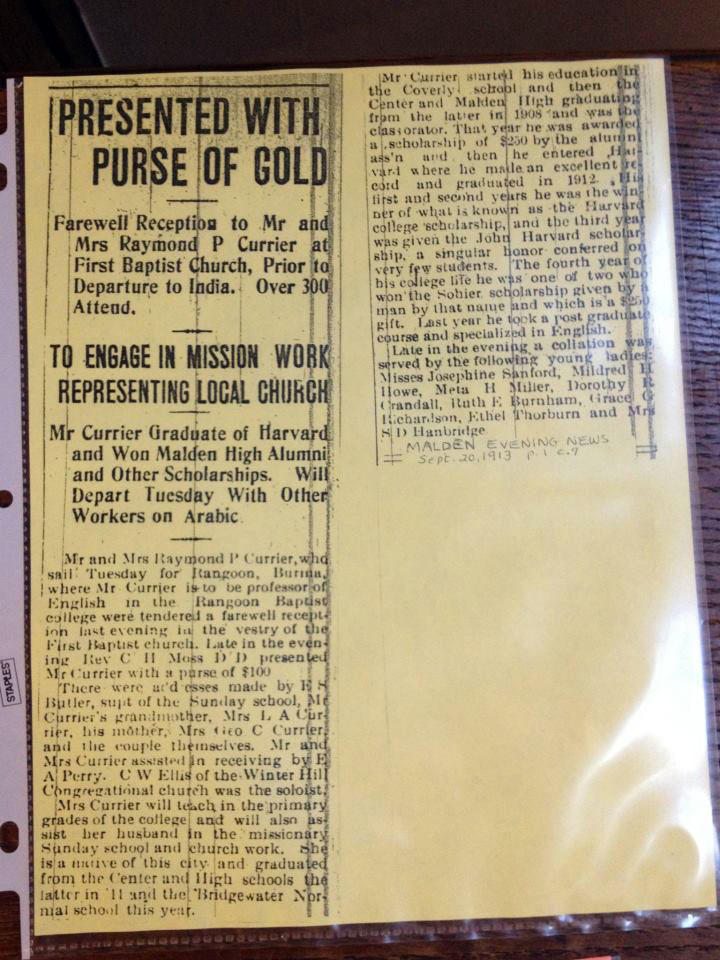 PRESENTED WITH
PURSE OF GOLD
Farewell Reception to Mr and
Mrs Raymond P Currier at
First Baptist Church, Prior to
Departure to India. Over 300
Attend.
TO ENGAGE IN MISSION WORK
REPRESENTING LOCAL CHURCH
Mr Currier Graduate of Harvard
and Won Malden High Alumni
and Other Scholarships. Will
Depart Tuesday With Other
Workers on Arabic
Mr and Mrs Raymond P Currier, who
sail Tuesday for Rangoon, Burma,
where Mr Currier is to be professor of
English in the Rangoon Baptist
college were tendered a farewell recept-
ion last evening in the vestry of the
First Baptist church. Late in the even-
ing Rev C H Moss D D presented
Mr Currier with a purse of $100
There were addresses made by E S
Butler, supt of the Sunday school, Mr
Currier's grandmother, Mrs L A Cur-
rier, his mother, Mrs Geo C Currier,
and the couple themselves. Mr and
Mrs Currier assisted in receiving by E
A Perry. C W Ellis of the Winter Hill
Congregational church was the soloist.
Mrs Currier will teach in the primary
grades of the college and will also as-
sist her husband in the missionary
Sunday school and church work. She
is a native of this city and graduated
from the Center and High schools the
latter in '11 and the Bridgewater Nor-
mal school this year.
Mr Currier started his education in
the Coverly school and then the
Center and Malden High graduating
from the latter in 1908 and was the
class orator. That year he was awarded
a scholarship of $250 by the alumni
ass'n and then he entered Har-
vard where he made an excellent re-
cord and graduated in 1912. His
first and second years he was the win-
ner of what is known as the Harvard
college scholarship, and the third year
was given the John Harvard scholar-
ship, a singular honor conferred on
very few students. The fourth year of
his college life he was one of two who
won the Sohier scholarship given by a
man by that name and which is a $250
gift. Last year he took a post graduate
course and specialized in English.
Late in the evening a collation was
served by the following young ladies:
Misses Josephine Sanford, Mildred H
Howe, Meta H Miller, Dorothy R
Crandall, Ruth E Burnham, Grace G
Richardson, Ethel Thorburn and Mrs
S D Hanbridge
MALDEN EVENING NEWS
Sept. 20, 1913 p. 1 c. 7
STAPLES